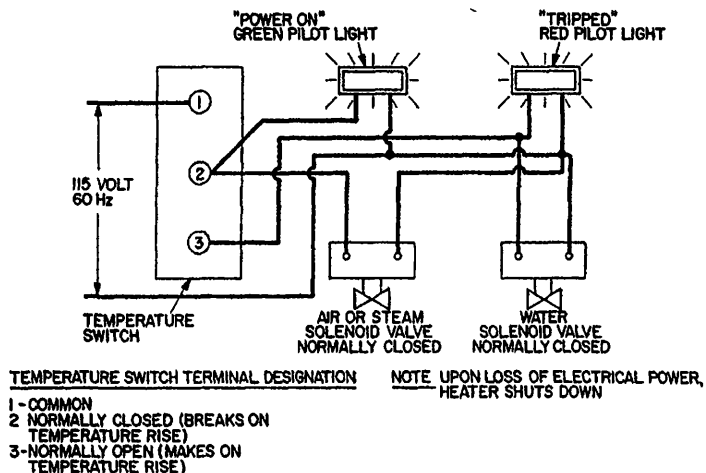 "POWER ON"
GREEN PILOT LIGHT
"TRIPPED"
RED PILOT LIGHT
1
2
3
115 VOLT
60 Hz
TEMPERATURE
SWITCH
AIR OR STEAM
SOLENOID VALVE
NORMALLY CLOSED
WATER
SOLENOID VALVE
NORMALLY CLOSED
TEMPERATURE SWITCH TERMINAL DESIGNATION
1 - COMMON
2 NORMALLY CLOSED (BREAKS ON
TEMPERATURE RISE)
3-NORMALLY OPEN (MAKES ON
TEMPERATURE RISE)
NOTE UPON LOSS OF ELECTRICAL POWER,
HEATER SHUTS DOWN